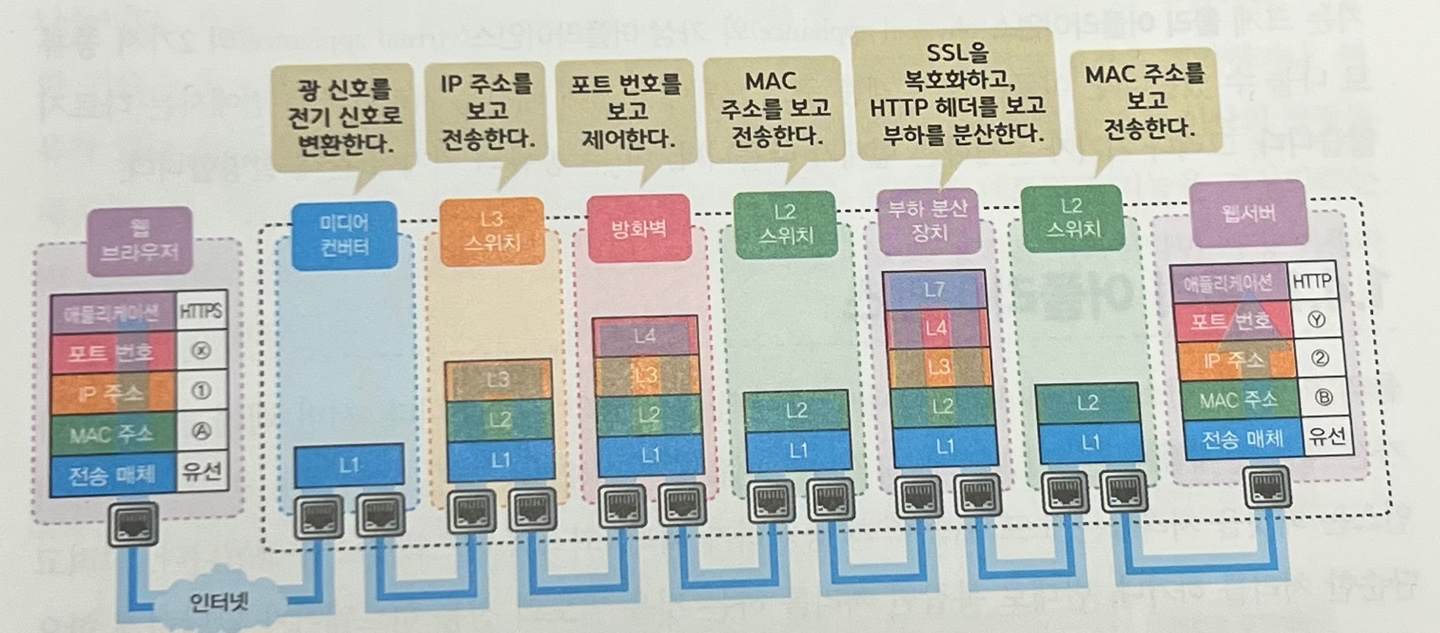 광 신호를
전기 신호로
변환한다.
IP 주소를
보고
전송한다.
포트 번호를
보고
제어한다.
MAC
주소를 보고
전송한다.
SSL을
복호화하고,
HTTP 헤더를 보고
부하를 분산한다.
MAC 주소를
보고
전송한다.
웹
브라우저
애플리케이션 HTTPS
포트 번호 ⓧ
IP 주소 ①
MAC 주소 Ⓐ
전송 매체 유선
미디어
컨버터
L1
L3
스위치
L3
L2
L1
방화벽
L4
L3
L2
L1
L2
스위치
L2
L1
부하 분산
장치
L7
L4
L3
L2
L1
L2
스위치
L2
L1
웹서버
애플리케이션 HTTP
포트 번호 Ⓨ
IP 주소 ②
MAC 주소 Ⓑ
전송 매체 유선
인터넷